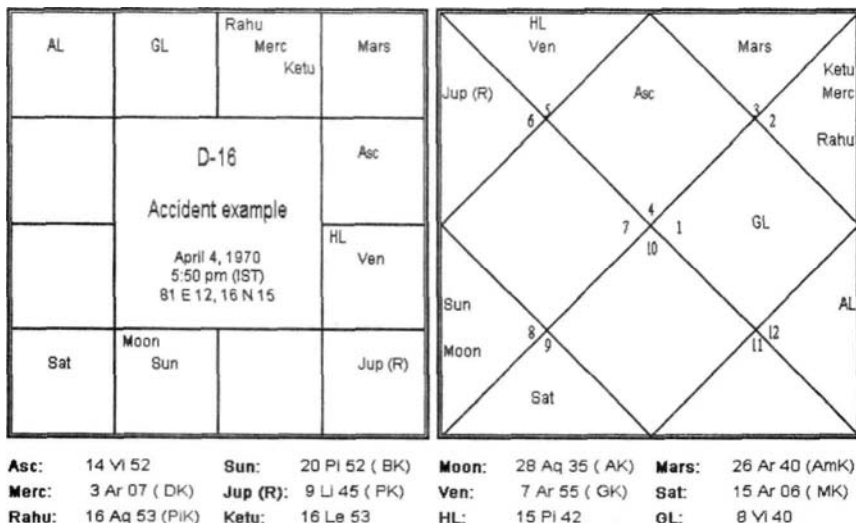 AL GL Rahu Merc Ketu Mars
D-16
Asc
Accident example
April 4, 1970
5:50 pm (IST)
81 E 12, 16 N 15
HL
Ven
Sat Moon Sun Jup (R)
HL
Ven Mars
Jup (R) Asc Ketu
Merc
5 3
6 2
Rahu
4
7 1 GL
10
Sun AL
8 12
Moon 9 11
Sat
Asc: 14 Vi 52 Sun: 20 Pi 52 ( BK) Moon: 28 Aq 35 ( AK) Mars: 26 Ar 40 (AmK)
Merc: 3 Ar 07 ( DK) Jup (R): 9 Li 45 ( PK) Ven: 7 Ar 55 ( GK) Sat: 15 Ar 06 ( MK)
Rahu: 16 Aq 53 (PiK) Ketu: 16 Le 53 HL: 15 Pi 42 GL: 8 Vi 40